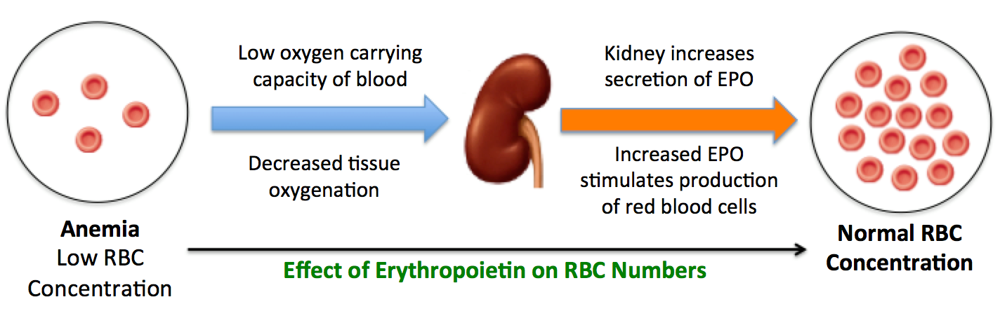 Low oxygen carrying
capacity of blood
Decreased tissue
oxygenation
Kidney increases
secretion of EPO
Increased EPO
stimulates production
of red blood cells
Anemia
Low RBC
Concentration
Normal RBC
Concentration
Effect of Erythropoietin on RBC Numbers